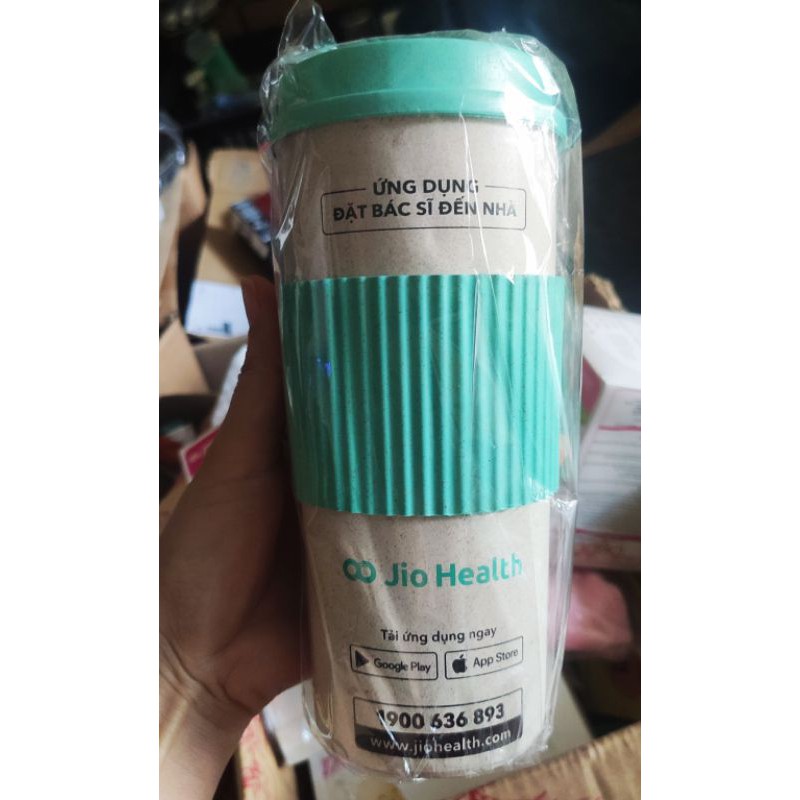 ỨNG DỤNG
ĐẶT BÁC SĨ ĐẾN NHÀ
Jio Health
Tải ứng dụng ngay
Google Play
App Store
1900 636 893
www.jiohealth.com